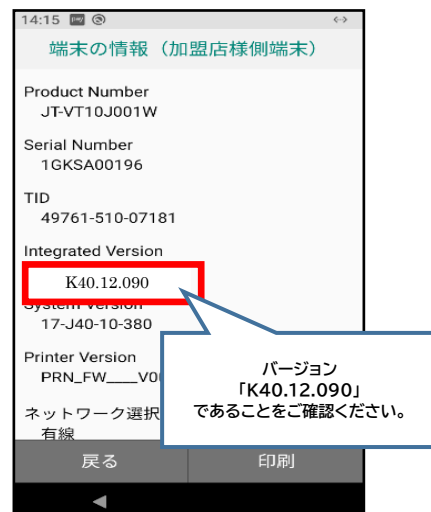 14:15
端末の情報（加盟店様側端末）
Product Number
JT-VT10J001W
Serial Number
1GKSA00196
TID
49761-510-07181
Integrated Version
K40.12.090
System Version
17-J40-10-380
Printer Version
PRN_FW____V0
ネットワーク選択
有線
バージョン
「K40.12.090」
であることをご確認ください。
戻る
印刷